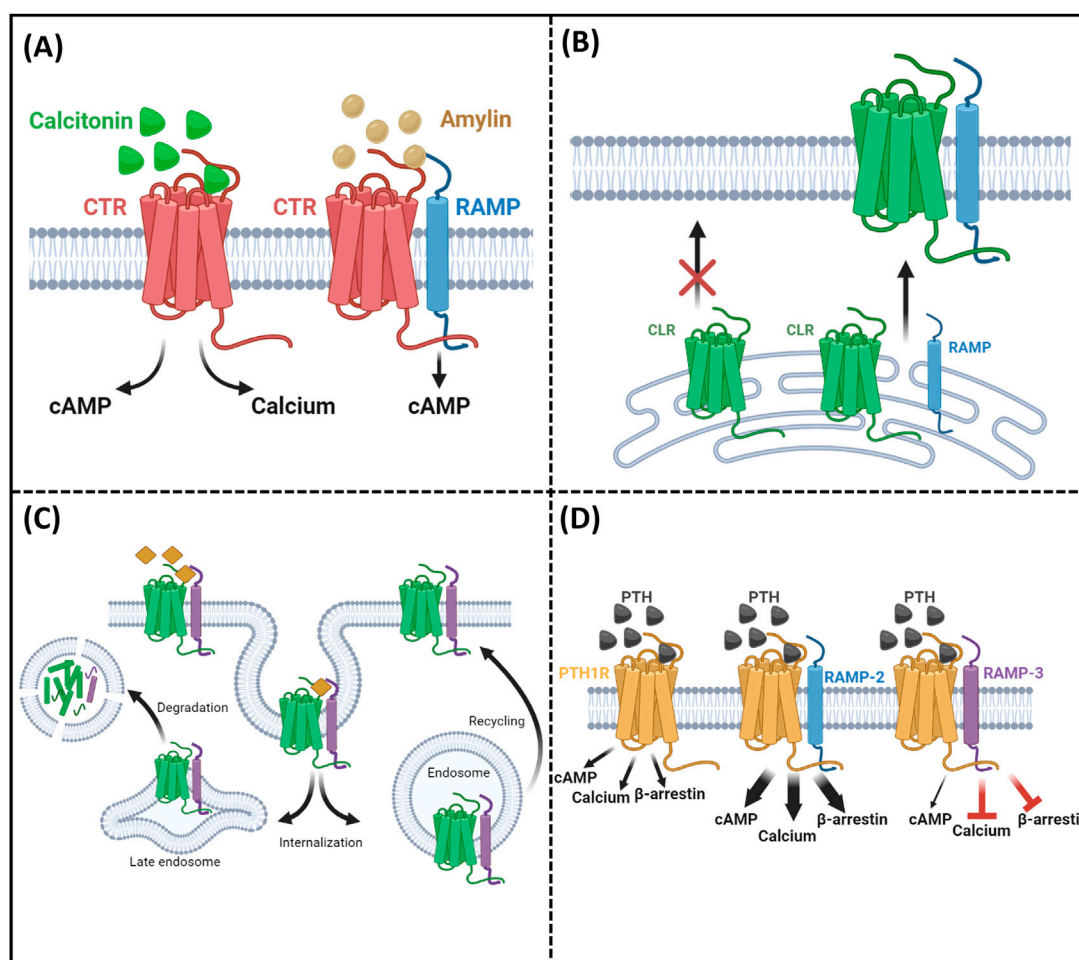 (A)
Calcitonin
Amylin
CTR
CTR
RAMP
cAMP
Calcium
cAMP
(B)
CLR
CLR
RAMP
(C)
Degradation
Recycling
Endosome
Internalization
Late endosome
(D)
PTH
PTH
PTH
PTH1R
RAMP-2
RAMP-3
cAMP
Calcium
β-arrestin
cAMP
Calcium
β-arrestin
cAMP
Calcium
β-arrestin